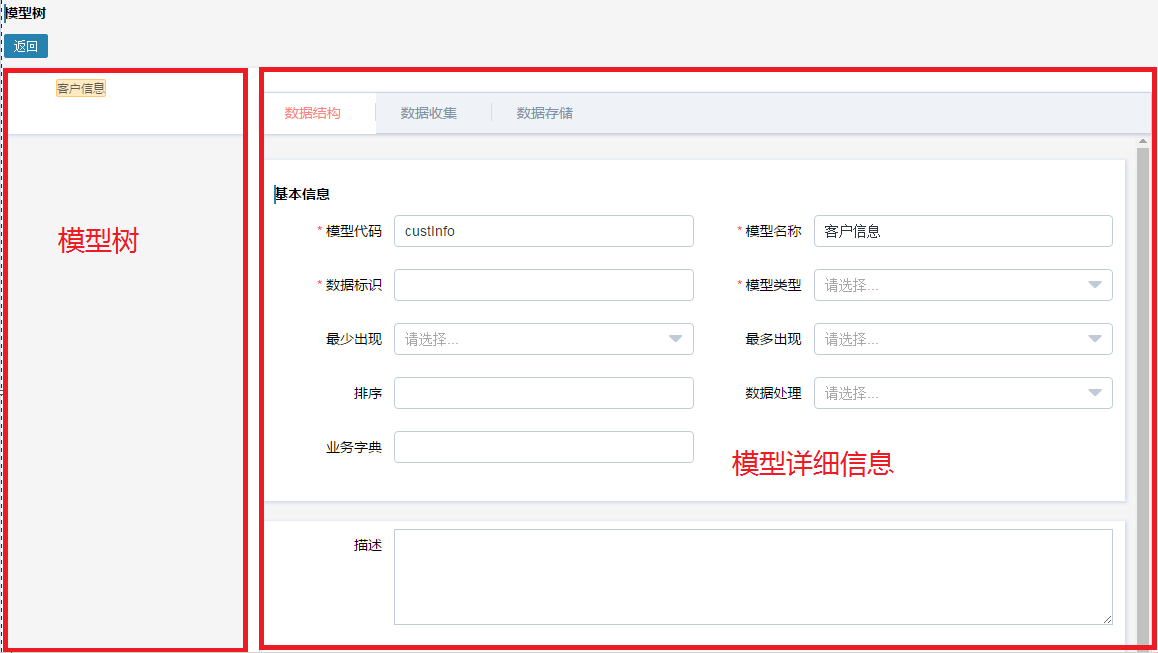 模型树
返回
客户信息
模型树
数据结构 数据收集 数据存储
基本信息
* 模型代码 custInfo * 模型名称 客户信息
* 数据标识 * 模型类型 请选择...
最少出现 请选择... 最多出现 请选择...
排序 数据处理 请选择...
业务字典
模型详细信息
描述